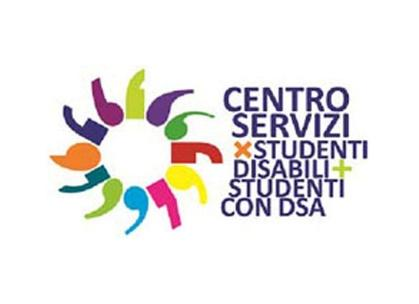 CENTRO
SERVIZI
×STUDENTI
DISABILI+
STUDENTI
CON DSA